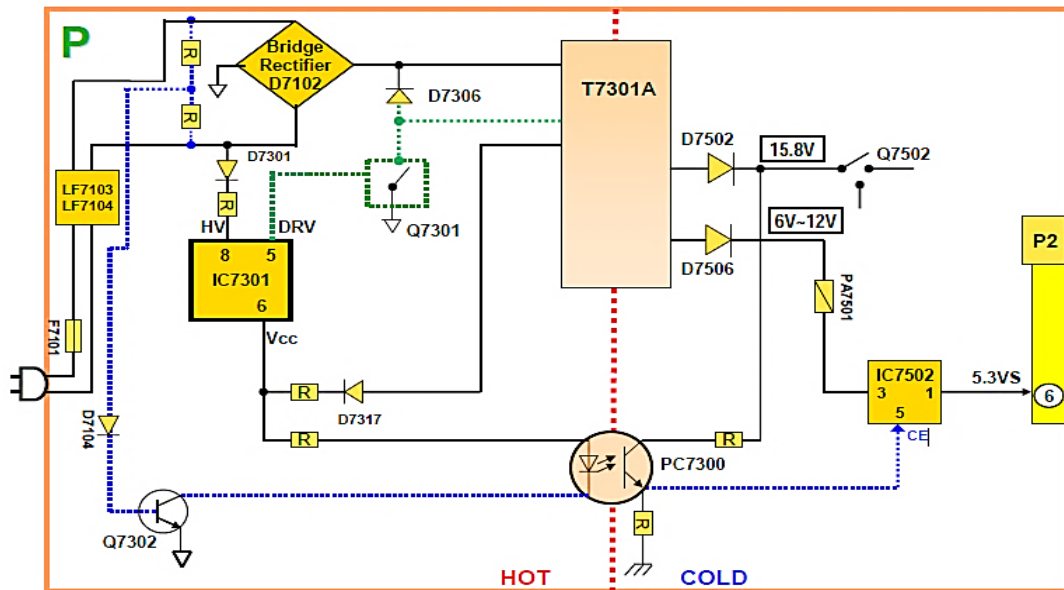 P
R
R
Bridge
Rectifier
D7102
D7306
T7301A
D7502
15.8V
Q7502
D7301
R
LF7103
LF7104
HV
DRV
8
5
IC7301
6
Vcc
Q7301
6V~12V
D7506
PA7501
P2
F7101
R
D7317
IC7502
3
1
5
5.3VS
6
D7104
R
PC7300
R
CE
Q7302
R
HOT
COLD